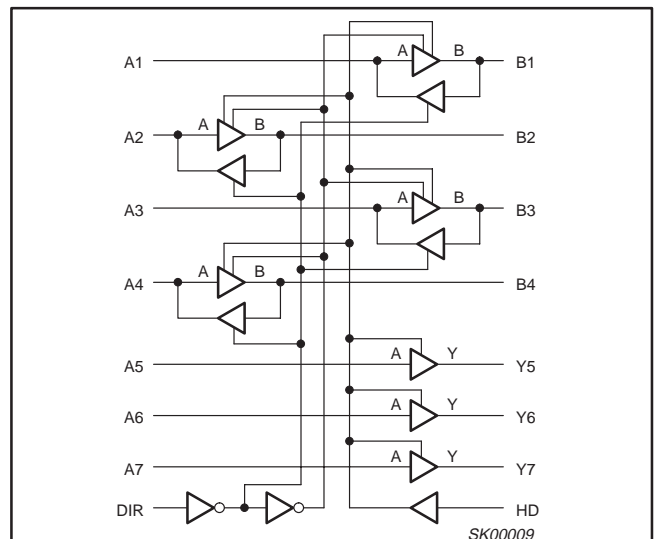 A1 A B B1
A2 A B B2
A3 A B B3
A4 A B B4
A5 A Y Y5
A6 A Y Y6
A7 A Y Y7
DIR HD
SK00009